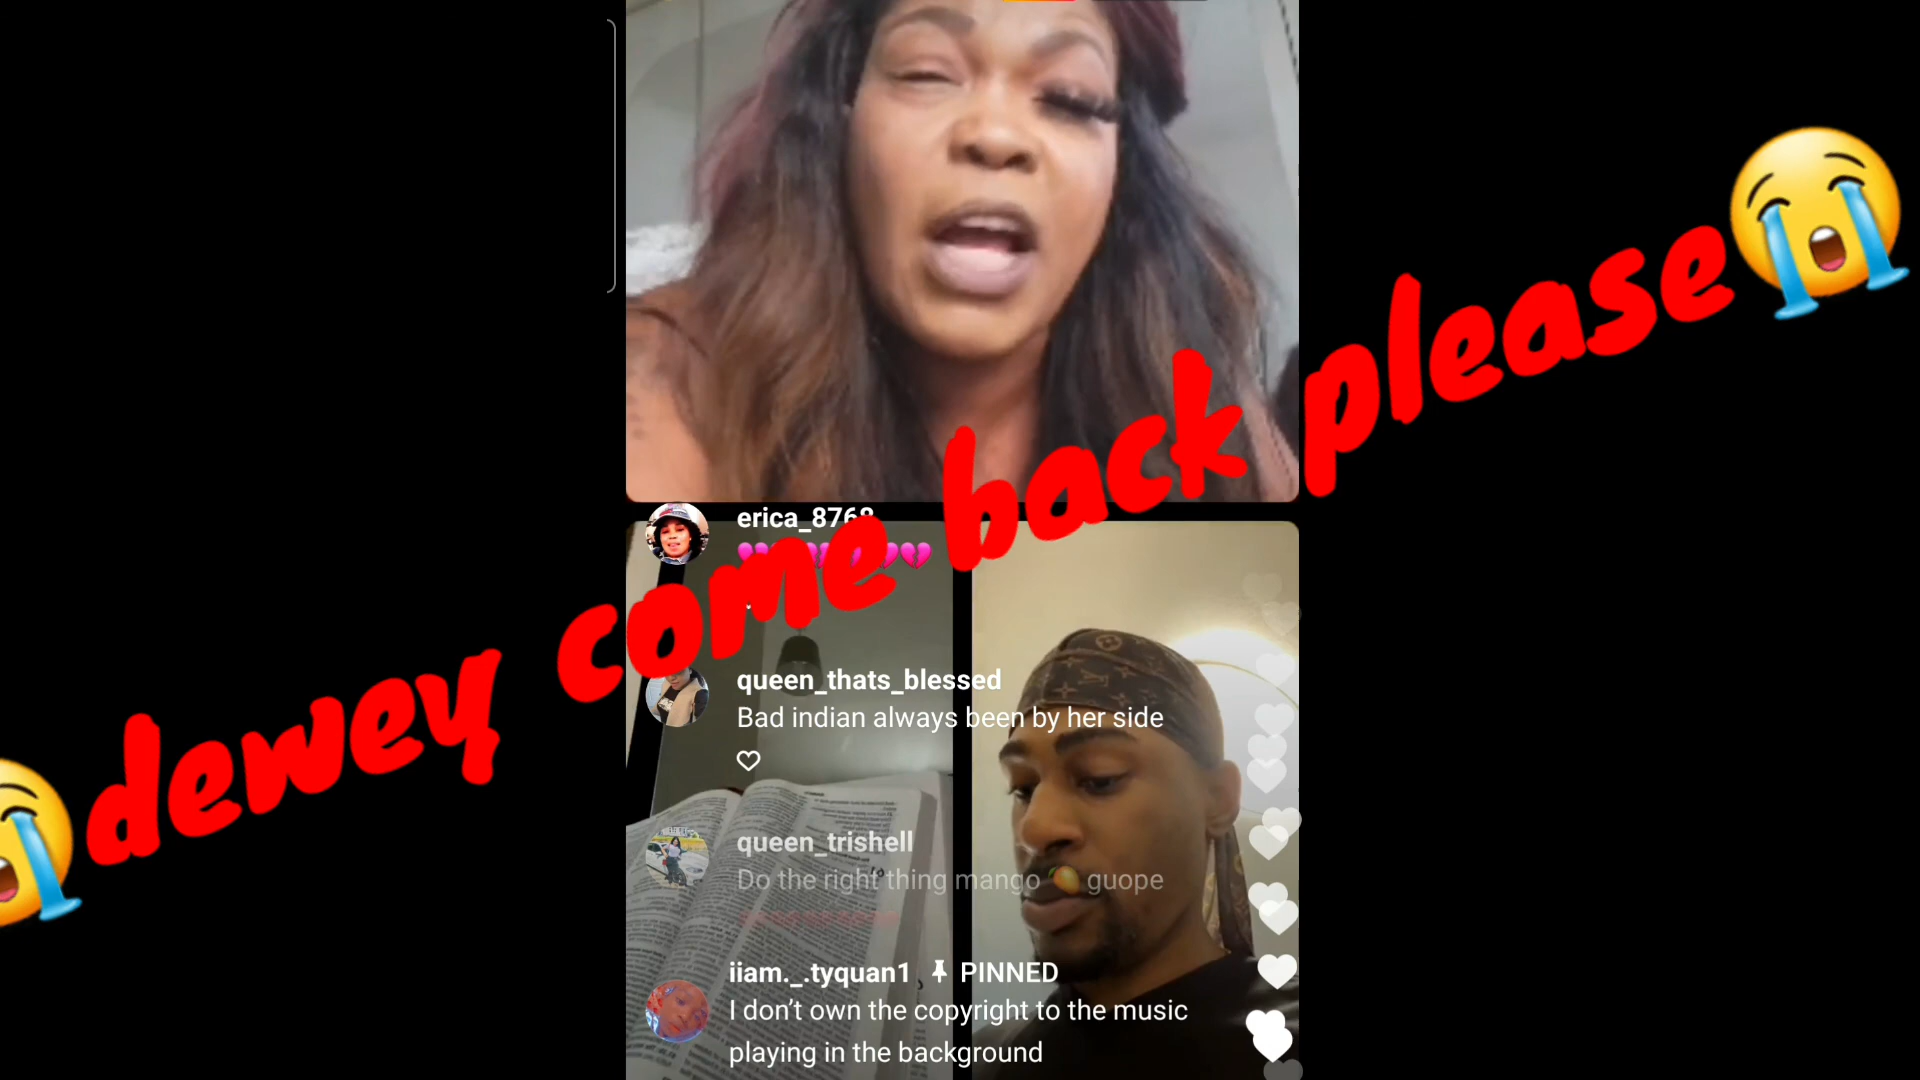 😭dewey come back please😭
erica_8768
💔💔💔💔💔💔
queen_thats_blessed
Bad indian always been by her side
queen_trishell
Do the right thing mango 🥭 guope
iiam._.tyquan1 📌 PINNED
I don’t own the copyright to the music
playing in the background